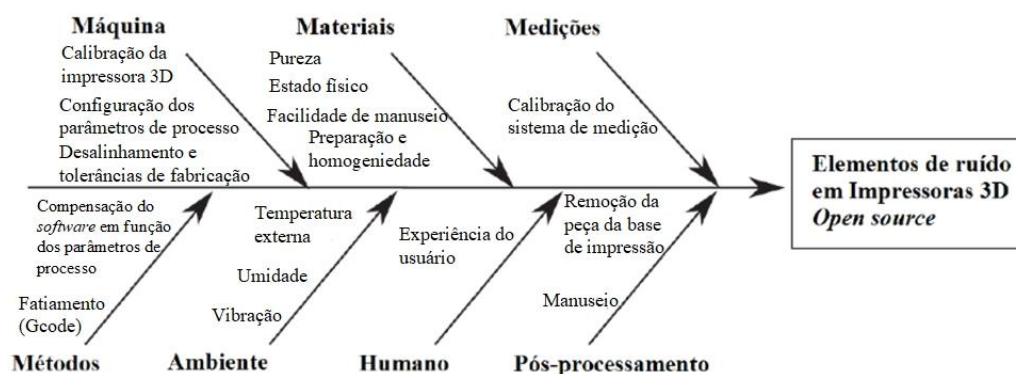 Máquina
Calibração da
impressora 3D
Configuração dos
parâmetros de processo
Desalinhamento e
tolerâncias de fabricação
Materiais
Pureza
Estado físico
Facilidade de manuseio
Preparação e
homogeniedade
Medições
Calibração do
sistema de medição
Elementos de ruído
em Impressoras 3D
Open source
Compensação do
software em função
dos parâmetros de
processo
Fatiamento
(Gcode)
Métodos
Temperatura
externa
Umidade
Vibração
Ambiente
Experiência do
usuário
Humano
Remoção da
peça da base
de impressão
Manuseio
Pós-processamento